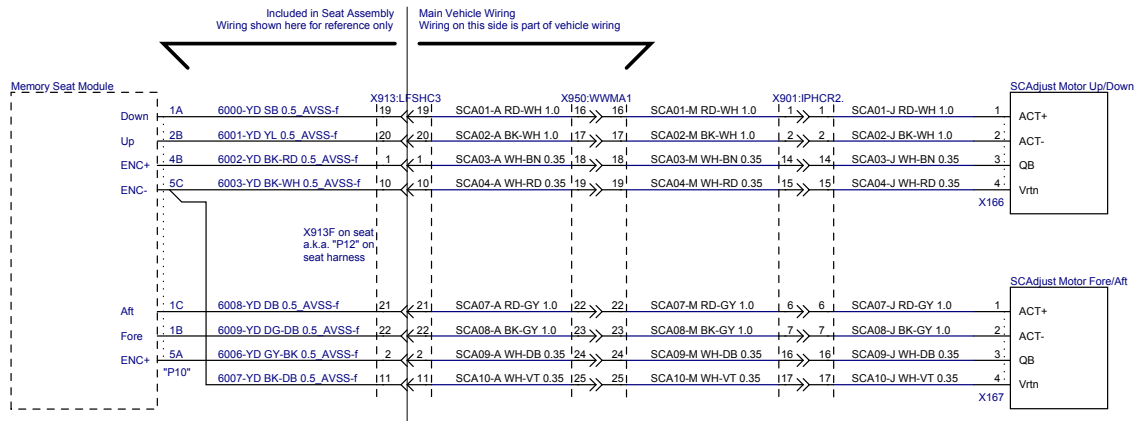 Included in Seat Assembly
Wiring shown here for reference only
Main Vehicle Wiring
Wiring on this side is part of vehicle wiring
Memory Seat Module
X913:LFSHC3
X950:WWMA1
X901:IPHCR2.
SCAdjust Motor Up/Down
Down 1A 6000-YD SB 0.5_AVSS-f 19 19 SCA01-A RD-WH 1.0 16 16 SCA01-M RD-WH 1.0 1 1 SCA01-J RD-WH 1.0 1 ACT+
Up 2B 6001-YD YL 0.5_AVSS-f 20 20 SCA02-A BK-WH 1.0 17 17 SCA02-M BK-WH 1.0 2 2 SCA02-J BK-WH 1.0 2 ACT-
ENC+ 4B 6002-YD BK-RD 0.5_AVSS-f 1 1 SCA03-A WH-BN 0.35 18 18 SCA03-M WH-BN 0.35 14 14 SCA03-J WH-BN 0.35 3 QB
ENC- 5C 6003-YD BK-WH 0.5_AVSS-f 10 10 SCA04-A WH-RD 0.35 19 19 SCA04-M WH-RD 0.35 15 15 SCA04-J WH-RD 0.35 4 Vrtn
X166
X913F on seat
a.k.a. "P12" on
seat harness
SCAdjust Motor Fore/Aft
Aft 1C 6008-YD DB 0.5_AVSS-f 21 21 SCA07-A RD-GY 1.0 22 22 SCA07-M RD-GY 1.0 6 6 SCA07-J RD-GY 1.0 1 ACT+
Fore 1B 6009-YD DG-DB 0.5_AVSS-f 22 22 SCA08-A BK-GY 1.0 23 23 SCA08-M BK-GY 1.0 7 7 SCA08-J BK-GY 1.0 2 ACT-
ENC+ 5A 6006-YD GY-BK 0.5_AVSS-f 2 2 SCA09-A WH-DB 0.35 24 24 SCA09-M WH-DB 0.35 16 16 SCA09-J WH-DB 0.35 3 QB
"P10" 6007-YD BK-DB 0.5_AVSS-f 11 11 SCA10-A WH-VT 0.35 25 25 SCA10-M WH-VT 0.35 17 17 SCA10-J WH-VT 0.35 4 Vrtn
X167